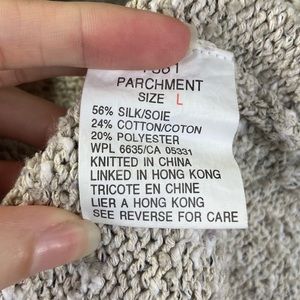 PARCHMENT
SIZE L
56% SILK/SOIE
24% COTTON/COTON
20% POLYESTER
WPL 6635/CA 05331
KNITTED IN CHINA
LINKED IN HONG KONG
TRICOTE EN CHINE
LIER A HONG KONG
SEE REVERSE FOR CARE